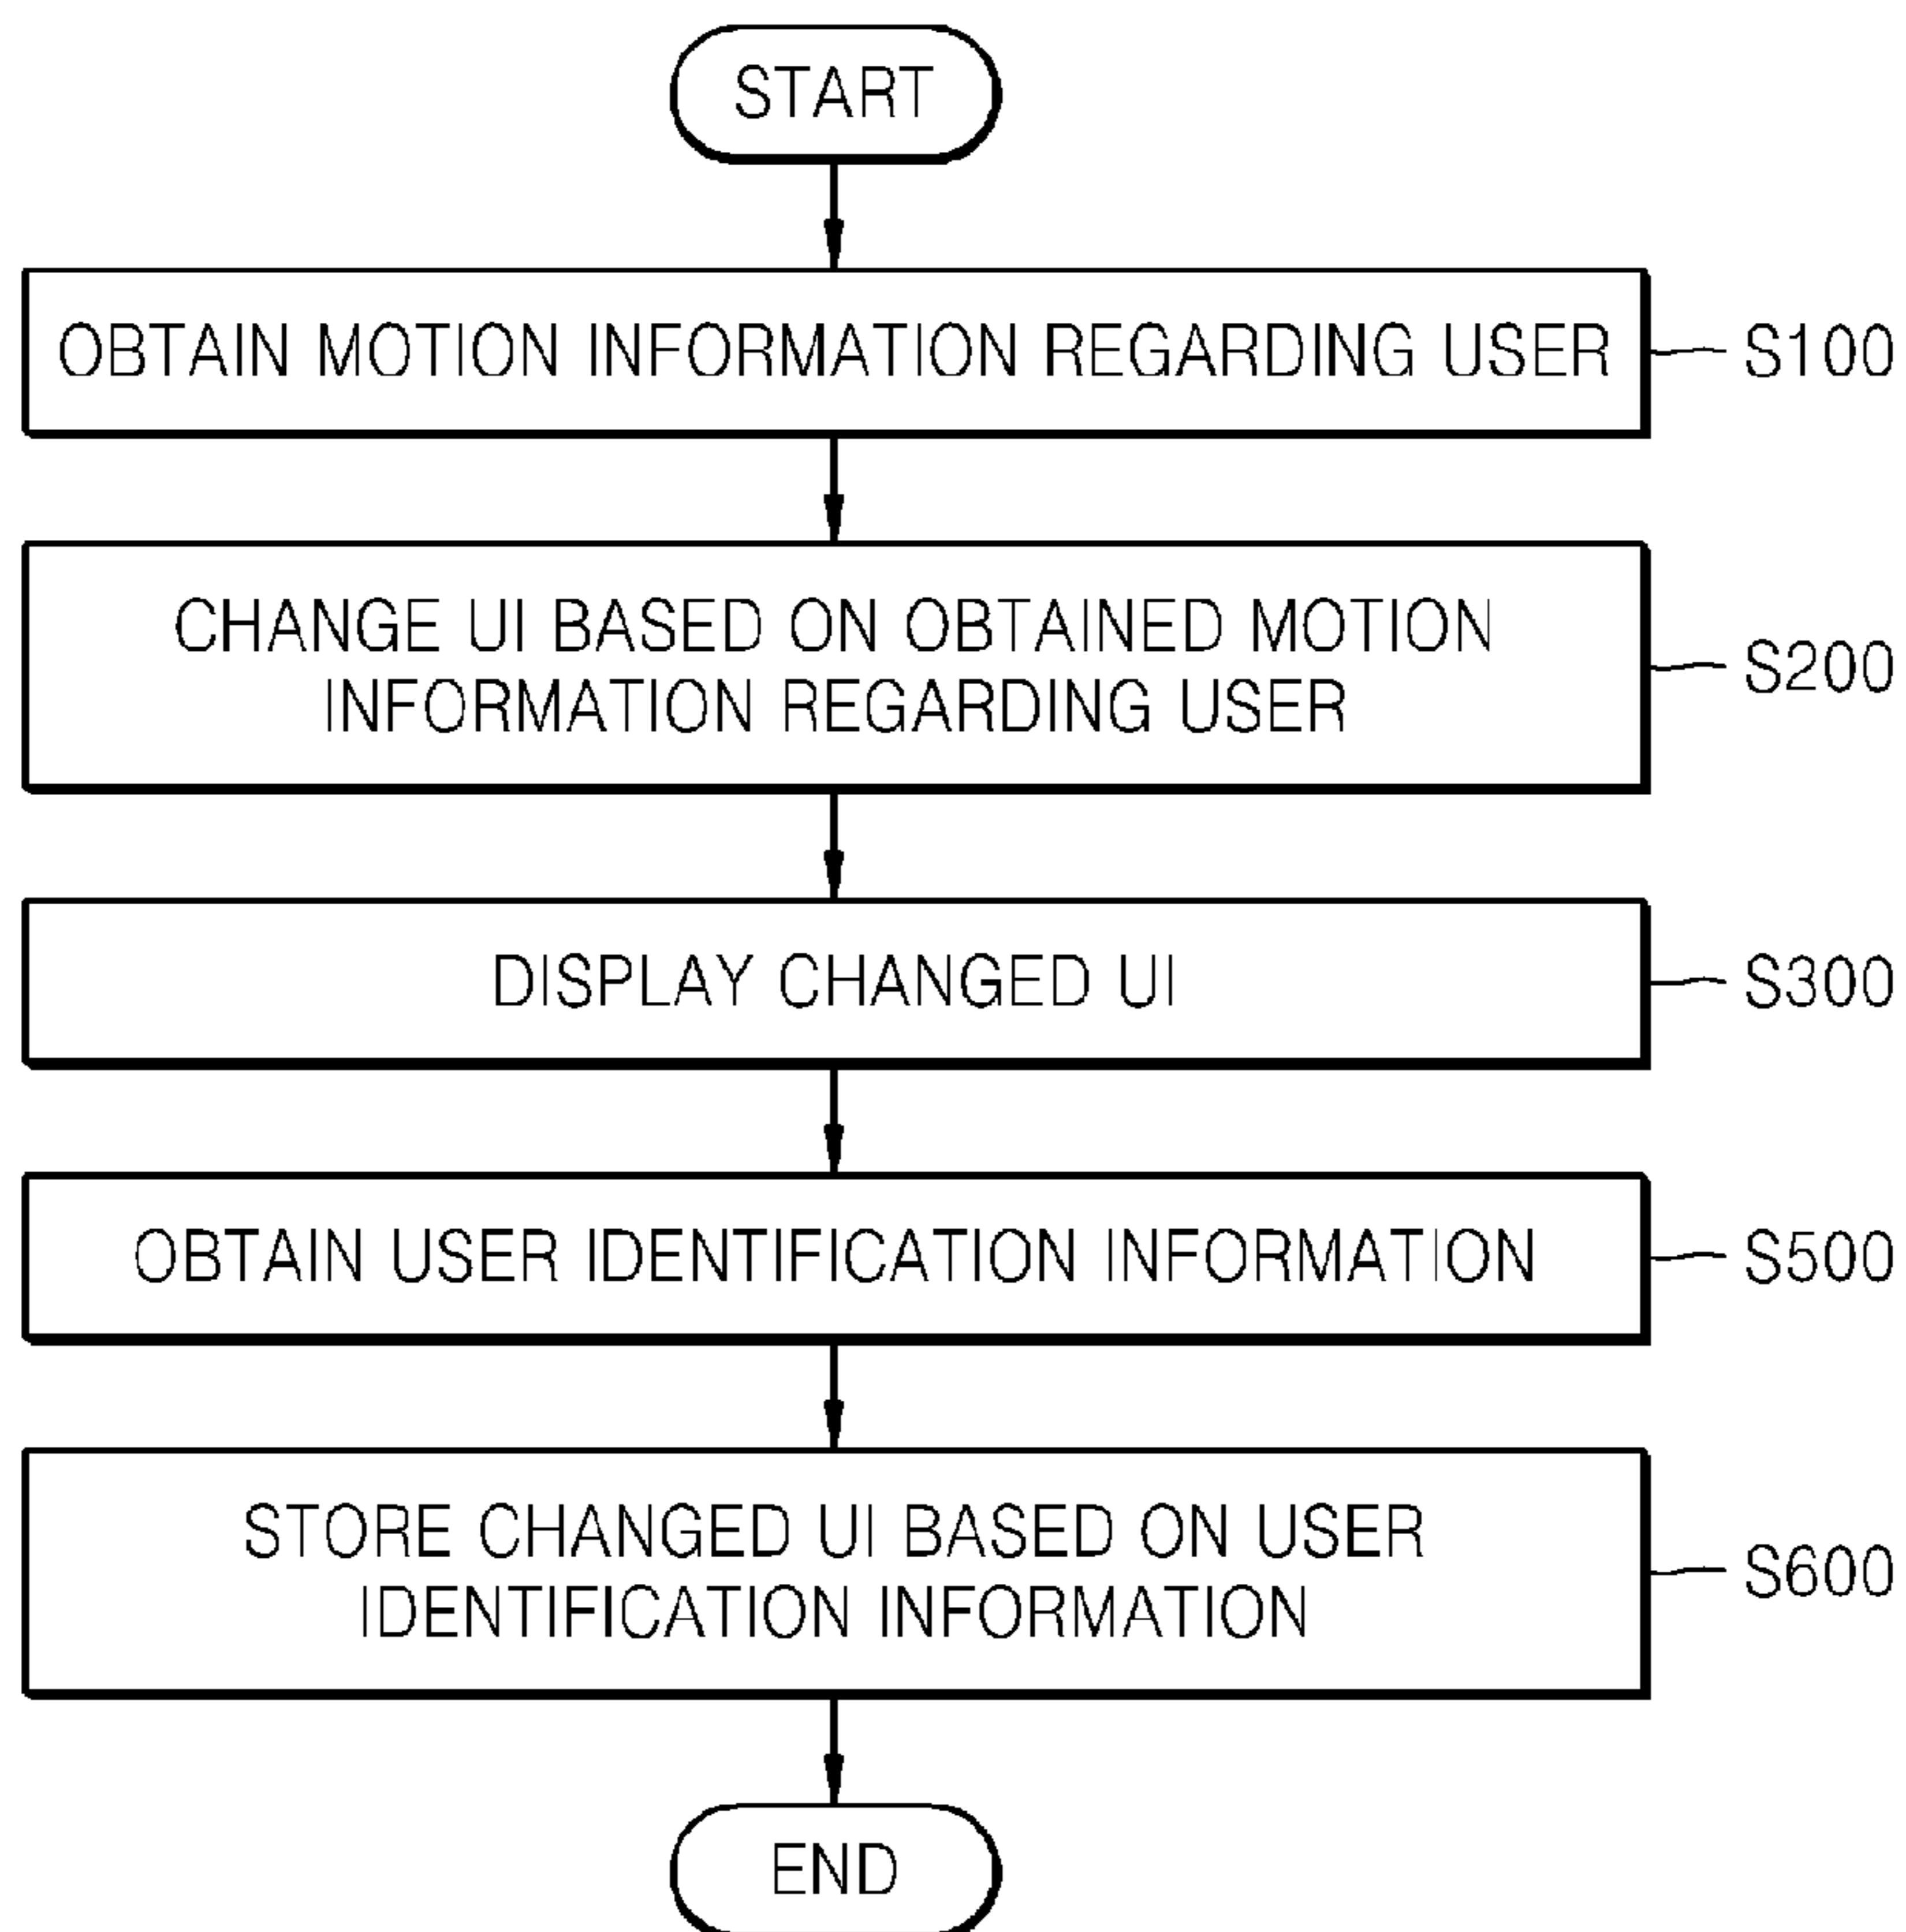 START
OBTAIN MOTION INFORMATION REGARDING USER
S100
CHANGE UI BASED ON OBTAINED MOTION
INFORMATION REGARDING USER
S200
DISPLAY CHANGED UI
S300
OBTAIN USER IDENTIFICATION INFORMATION
S500
STORE CHANGED UI BASED ON USER
IDENTIFICATION INFORMATION
S600
END